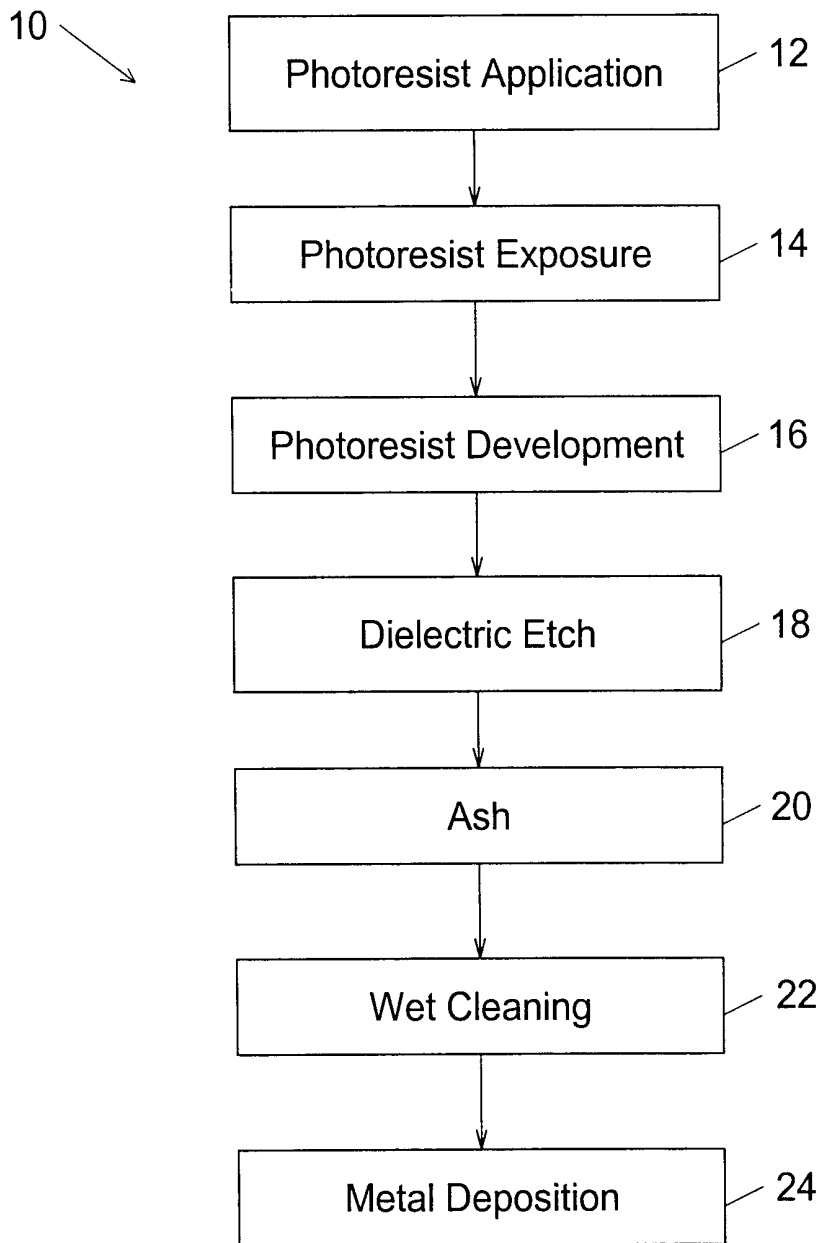 10
Photoresist Application 12
Photoresist Exposure 14
Photoresist Development 16
Dielectric Etch 18
Ash 20
Wet Cleaning 22
Metal Deposition 24